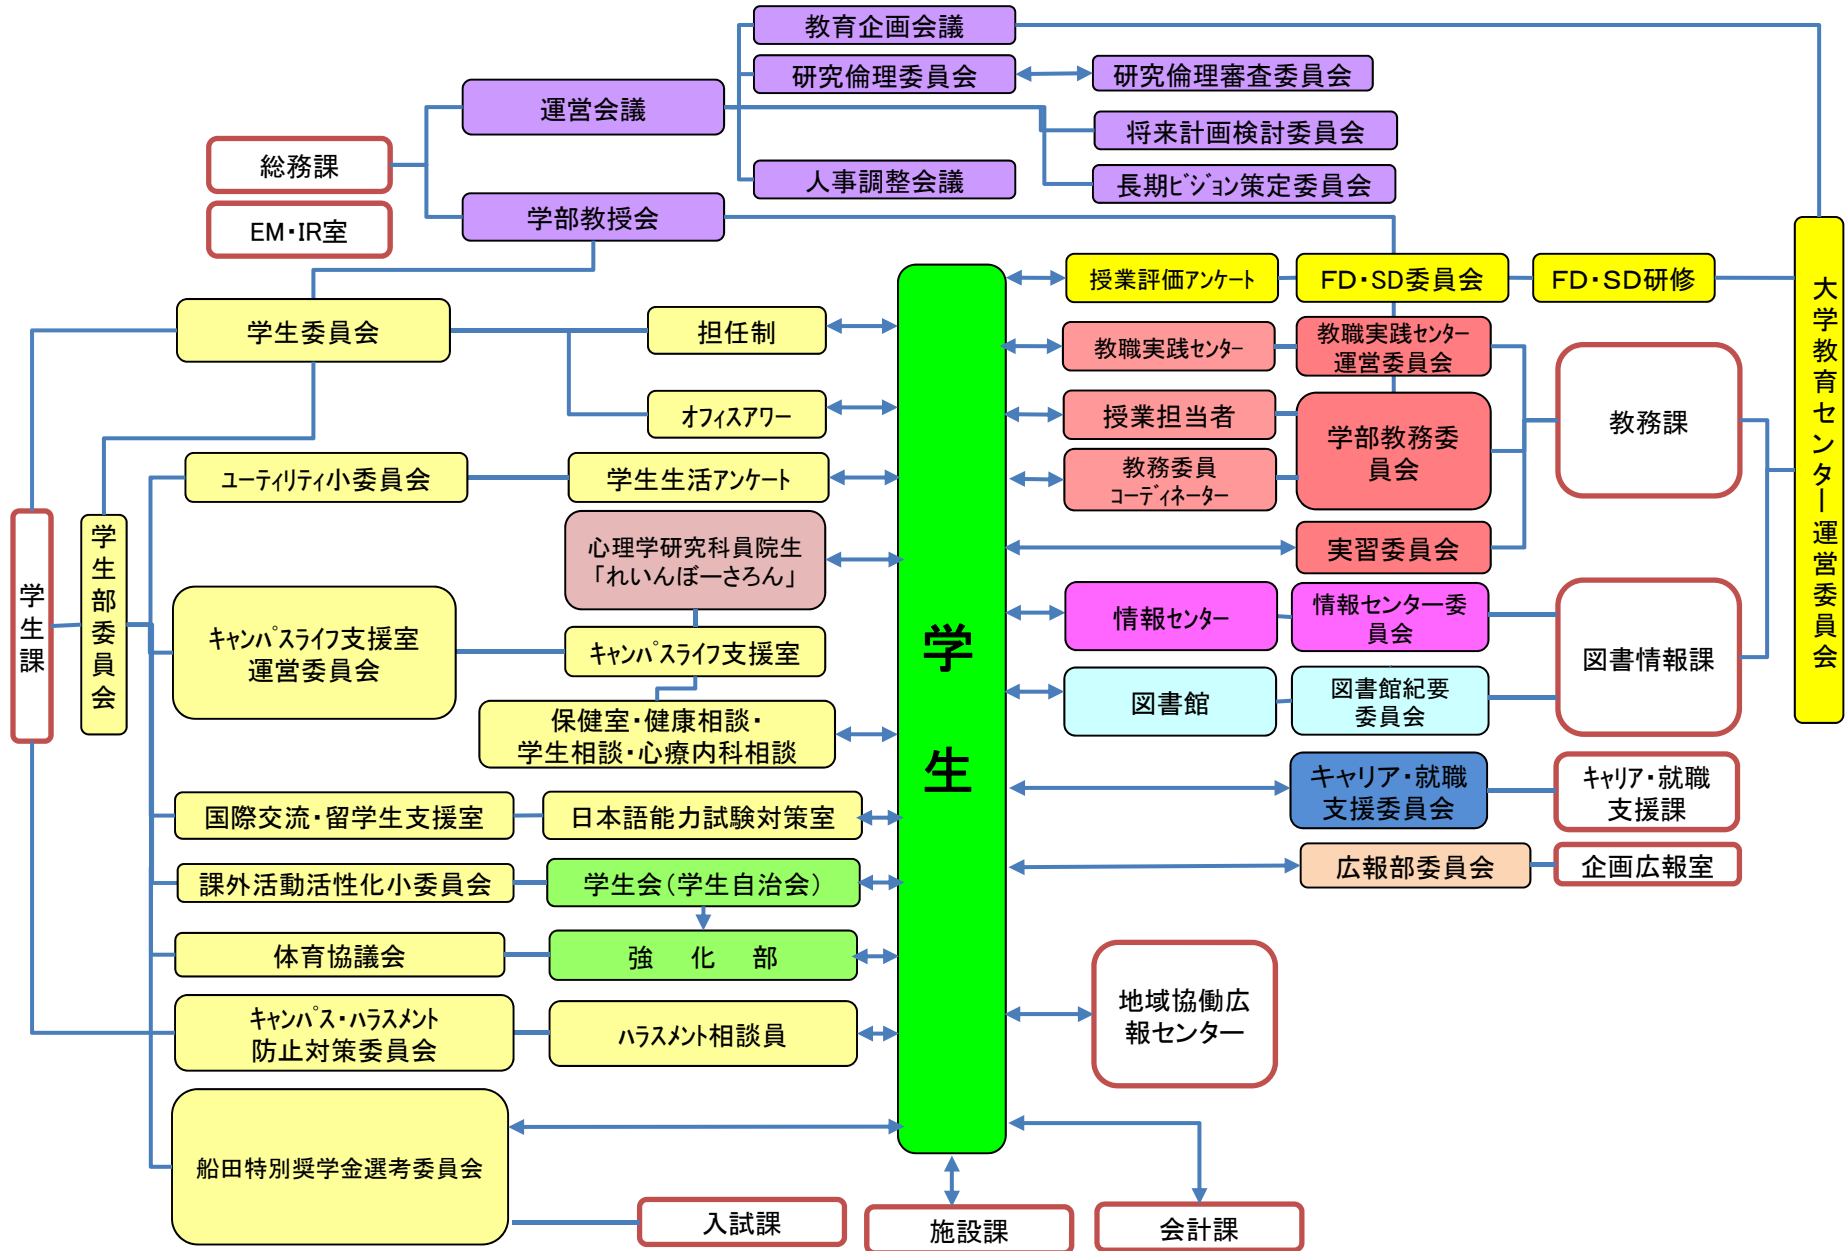 教育企画会議
研究倫理委員会
研究倫理審査委員会
運営会議
将来計画検討委員会
総務課
人事調整会議
長期ﾋﾞｼﾞｮﾝ策定委員会
学部教授会
EM・IR室
授業評価ｱﾝｹｰﾄ
FD・SD委員会
FD・SD研修
大学教育センター運営委員会
学生委員会
担任制
教職実践ｾﾝﾀｰ
教職実践ｾﾝﾀｰ
運営委員会
ｵﾌｨｽｱﾜｰ
授業担当者
学部教務委
員会
教務課
ﾕｰﾃｨﾘﾃｨ小委員会
学生生活ｱﾝｹｰﾄ
教務委員
ｺｰﾃﾞｨﾈｰﾀｰ
学生課
学生部委員会
心理学研究科員院生
「れいんぼーさろん」
実習委員会
学生
ｷｬﾝﾊﾟｽﾗｲﾌ支援室
運営委員会
ｷｬﾝﾊﾟｽﾗｲﾌ支援室
情報ｾﾝﾀｰ
情報センター委
員会
図書情報課
保健室・健康相談・
学生相談・心療内科相談
図書館
図書館紀要
委員会
国際交流・留学生支援室
日本語能力試験対策室
キャリア・就職
支援委員会
ｷｬﾘｱ・就職
支援課
課外活動活性化小委員会
学生会（学生自治会）
広報部委員会
企画広報室
体育協議会
強　化　部
ｷｬﾝﾊﾟｽ・ﾊﾗｽﾒﾝﾄ
防止対策委員会
ﾊﾗｽﾒﾝﾄ相談員
地域協働広
報センター
船田特別奨学金選考委員会
入試課
施設課
会計課